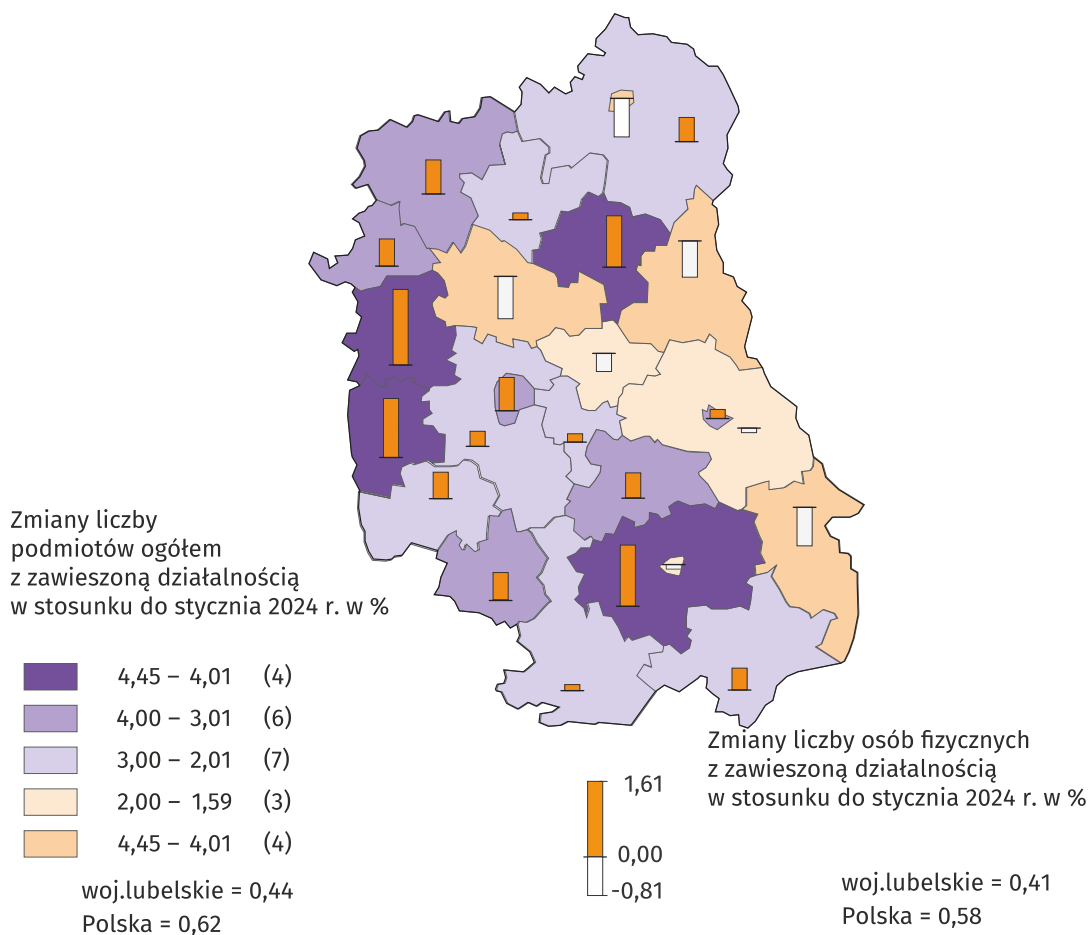 Zmiany liczby
podmiotów ogółem
z zawieszoną działalnością
w stosunku do stycznia 2024 r. w %
4,45 – 4,01 (4)
4,00 – 3,01 (6)
3,00 – 2,01 (7)
2,00 – 1,59 (3)
4,45 – 4,01 (4)
woj.lubelskie = 0,44
Polska = 0,62
Zmiany liczby osób fizycznych
z zawieszoną działalnością
w stosunku do stycznia 2024 r. w %
1,61
0,00
-0,81
woj.lubelskie = 0,41
Polska = 0,58